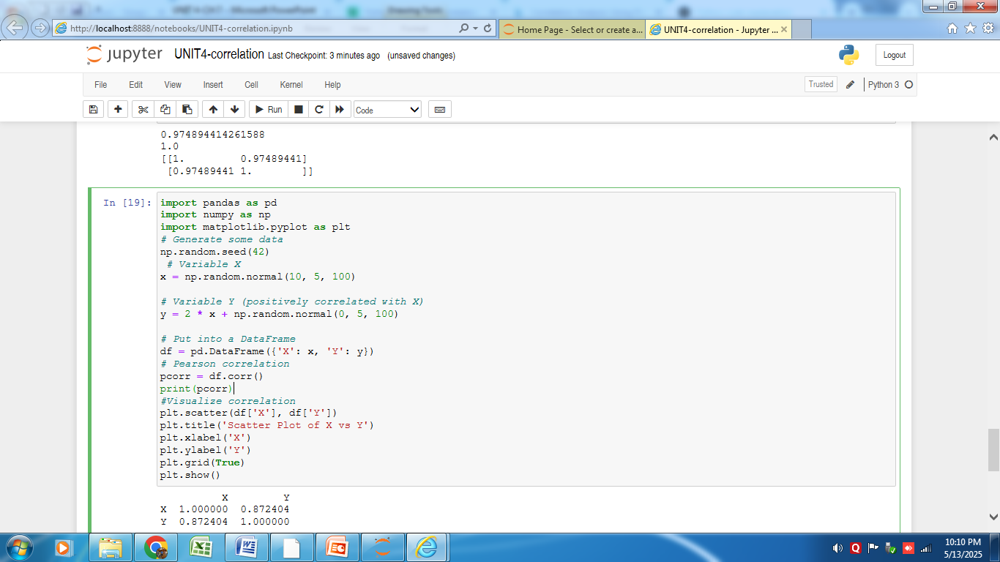 http://localhost:8888/notebooks/UNIT4-correlation.ipynb
Home Page - Select or create a...
UNIT4-correlation - Jupyter ...
jupyter UNIT4-correlation Last Checkpoint: 3 minutes ago (unsaved changes)
Logout
File Edit View Insert Cell Kernel Help
Trusted
Python 3
Run
Code
0.974894414261588
1.0
[[1.         0.97489441]
 [0.97489441 1.        ]]
In [19]:
import pandas as pd
import numpy as np
import matplotlib.pyplot as plt
# Generate some data
np.random.seed(42)
 # Variable X
x = np.random.normal(10, 5, 100)
# Variable Y (positively correlated with X)
y = 2 * x + np.random.normal(0, 5, 100)
# Put into a DataFrame
df = pd.DataFrame({'X': x, 'Y': y})
# Pearson correlation
pcorr = df.corr()
print(pcorr)
#Visualize correlation
plt.scatter(df['X'], df['Y'])
plt.title('Scatter Plot of X vs Y')
plt.xlabel('X')
plt.ylabel('Y')
plt.grid(True)
plt.show()
          X         Y
X  1.000000  0.872404
Y  0.872404  1.000000
10:10 PM
5/13/2025